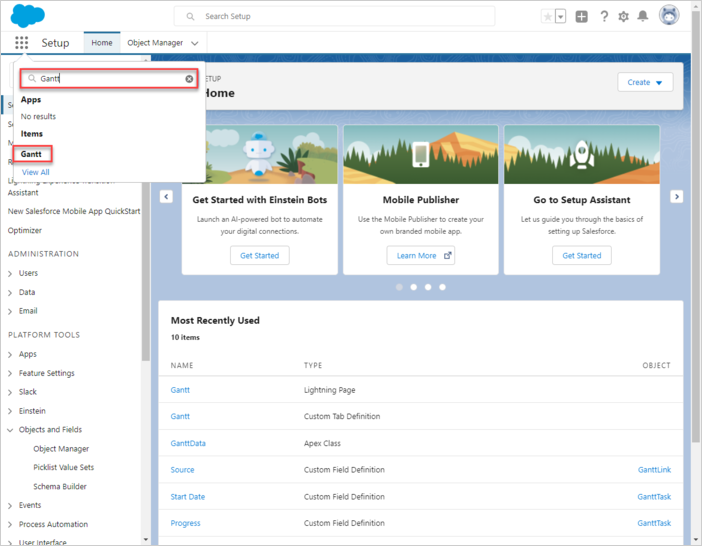 Search Setup
Setup
Home
Object Manager
Gantt
Apps
No results
Items
Gantt
View All
SETUP
Home
Create
Assistant
New Salesforce Mobile App QuickStart
Optimizer
ADMINISTRATION
Users
Data
Email
PLATFORM TOOLS
Apps
Feature Settings
Slack
Einstein
Objects and Fields
Object Manager
Picklist Value Sets
Schema Builder
Events
Process Automation
User Interface
Get Started with Einstein Bots
Launch an AI-powered bot to automate
your digital connections.
Get Started
Mobile Publisher
Use the Mobile Publisher to create your
own branded mobile app.
Learn More
Go to Setup Assistant
Let us guide you through the basics of
setting up Salesforce.
Get Started
Most Recently Used
10 items
NAME TYPE OBJECT
Gantt Lightning Page
Gantt Custom Tab Definition
GanttData Apex Class
Source Custom Field Definition GanttLink
Start Date Custom Field Definition GanttTask
Progress Custom Field Definition GanttTask